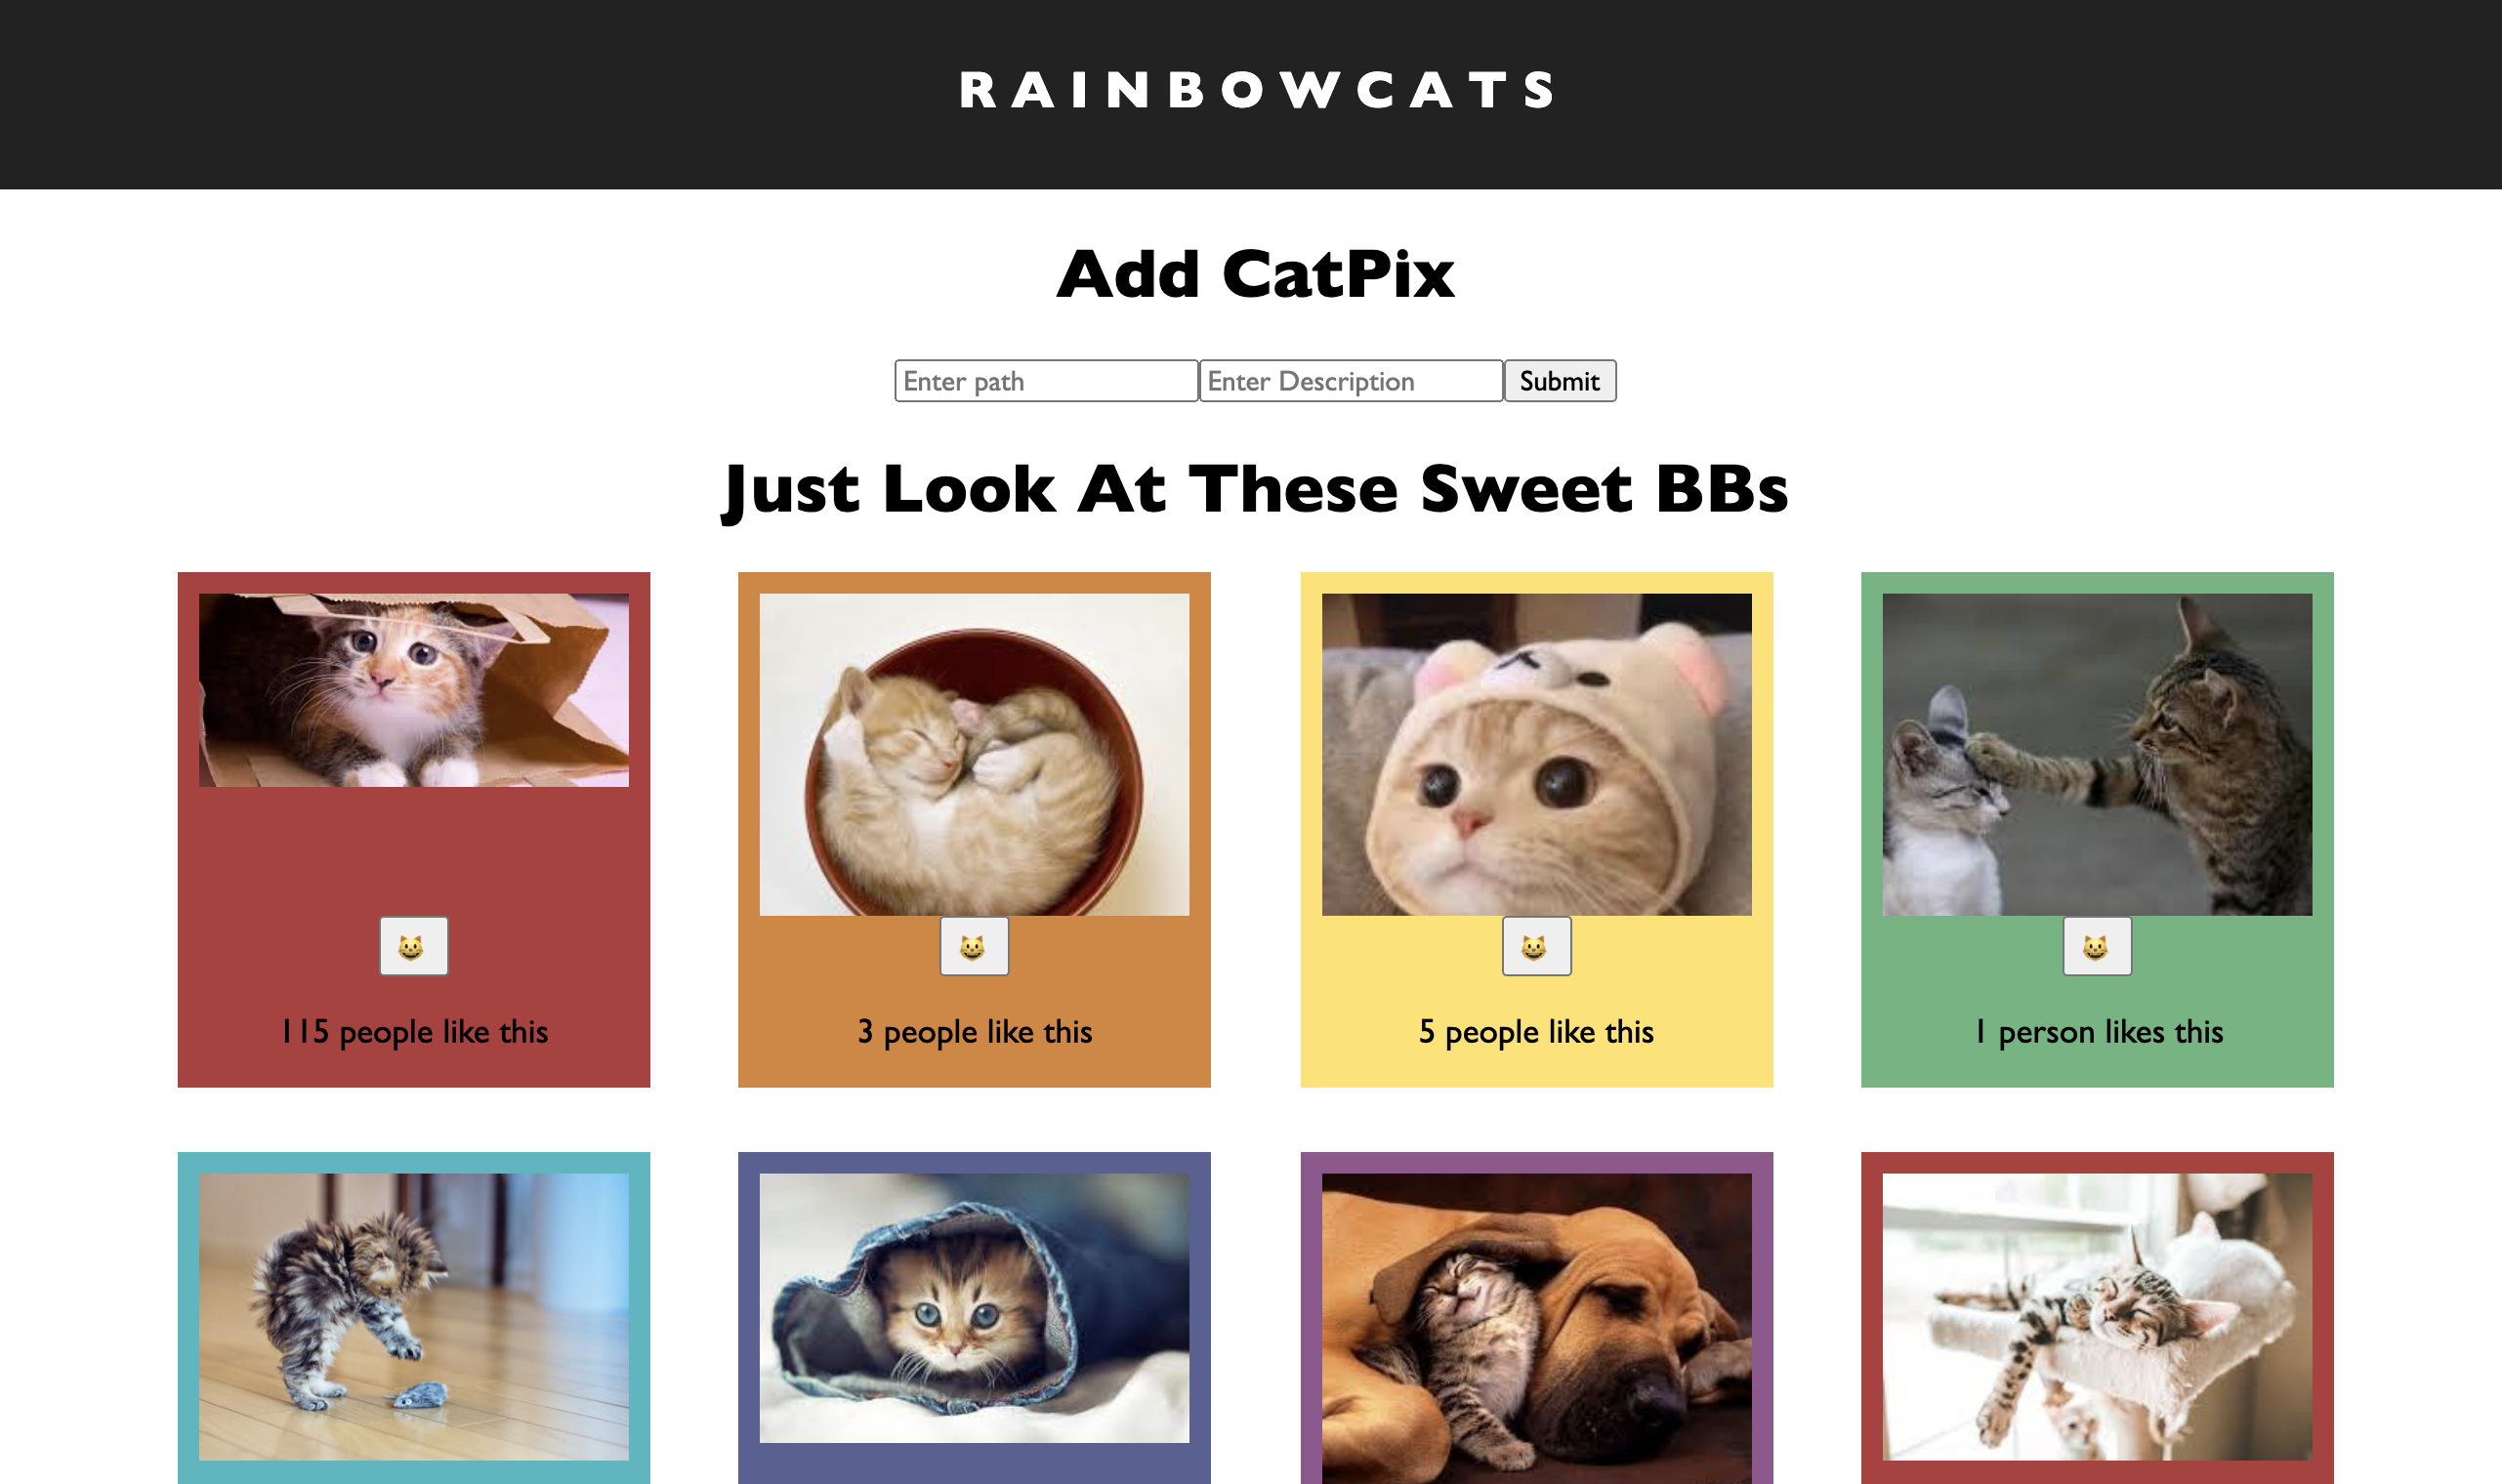 RAINBOWCATS
Add CatPix
Enter path Enter Description Submit
Just Look At These Sweet BBs
115 people like this 3 people like this 5 people like this 1 person likes this